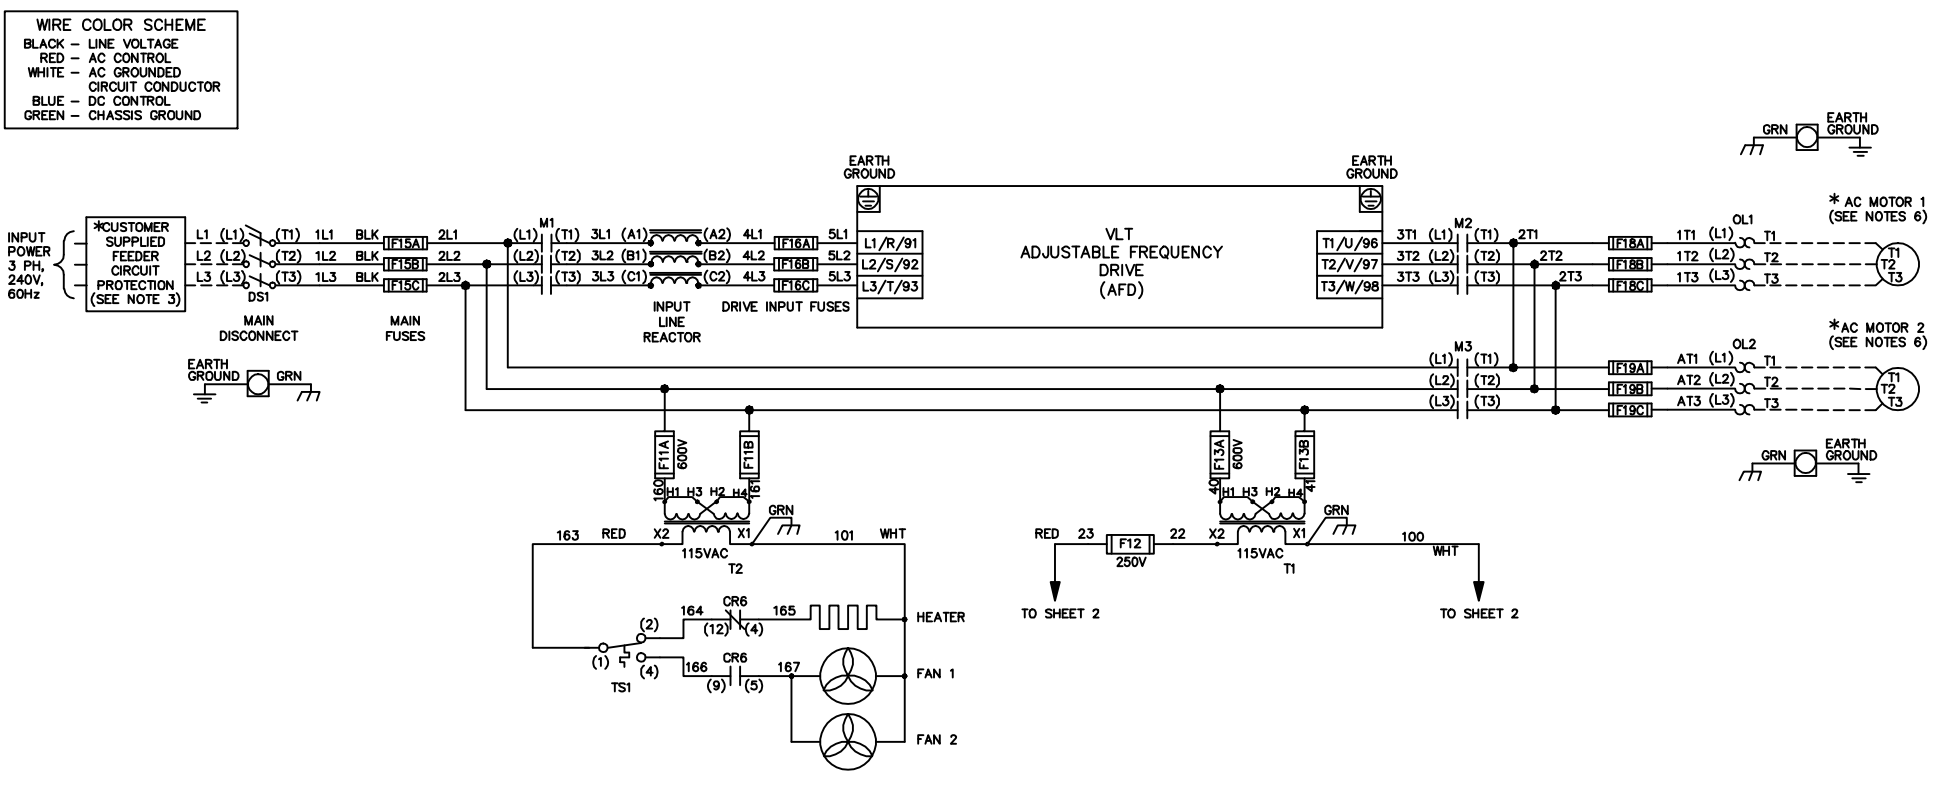 WIRE COLOR SCHEME
BLACK – LINE VOLTAGE
RED – AC CONTROL
WHITE – AC GROUNDED
CIRCUIT CONDUCTOR
BLUE – DC CONTROL
GREEN – CHASSIS GROUND
INPUT
POWER
3 PH,
240V,
60Hz
*CUSTOMER
SUPPLIED
FEEDER
CIRCUIT
PROTECTION
(SEE NOTE 3)
L1 (L1) (T1) 1L1 BLK F15A 2L1 (L1) M1 (T1) 3L1 (A1) (A2) 4L1 F16A 5L1 L1/R/91
L2 (L2) (T2) 1L2 BLK F15B 2L2 (L2) (T2) 3L2 (B1) (B2) 4L2 F16B 5L2 L2/S/92
L3 (L3) (T3) 1L3 BLK F15C 2L3 (L3) (T3) 3L3 (C1) (C2) 4L3 F16C 5L3 L3/T/93
DS1
MAIN
DISCONNECT
MAIN
FUSES
INPUT
LINE
REACTOR
DRIVE INPUT FUSES
EARTH
GROUND
GRN
EARTH
GROUND
EARTH
GROUND
VLT
ADJUSTABLE FREQUENCY
DRIVE
(AFD)
T1/U/96 3T1 (L1) M2 (T1) 2T1 F18A 1T1 (L1) OL1 T1
T2/V/97 3T2 (L2) (T2) 2T2 F18B 1T2 (L2) T2
T3/W/98 3T3 (L3) (T3) 2T3 F18C 1T3 (L3) T3
GRN
EARTH
GROUND
* AC MOTOR 1
(SEE NOTES 6)
T1
T2
T3
(L1) M3 (T1) F19A AT1 (L1) OL2 T1
(L2) (T2) F19B AT2 (L2) T2
(L3) (T3) F19C AT3 (L3) T3
*AC MOTOR 2
(SEE NOTES 6)
T1
T2
T3
GRN
EARTH
GROUND
F11A
600V
F11B
160
161
H1 H3 H2 H4
GRN
163 RED X2 X1 101 WHT
115VAC
T2
164 CR6 165 HEATER
(2) (12) (4)
(1)
(4)
TS1
166 CR6 167 FAN 1
(9) (5)
FAN 2
F13A
600V
F13B
40
41
H1 H3 H2 H4
GRN
RED 23 F12 22 X2 X1 100 WHT
250V
115VAC
T1
TO SHEET 2
TO SHEET 2